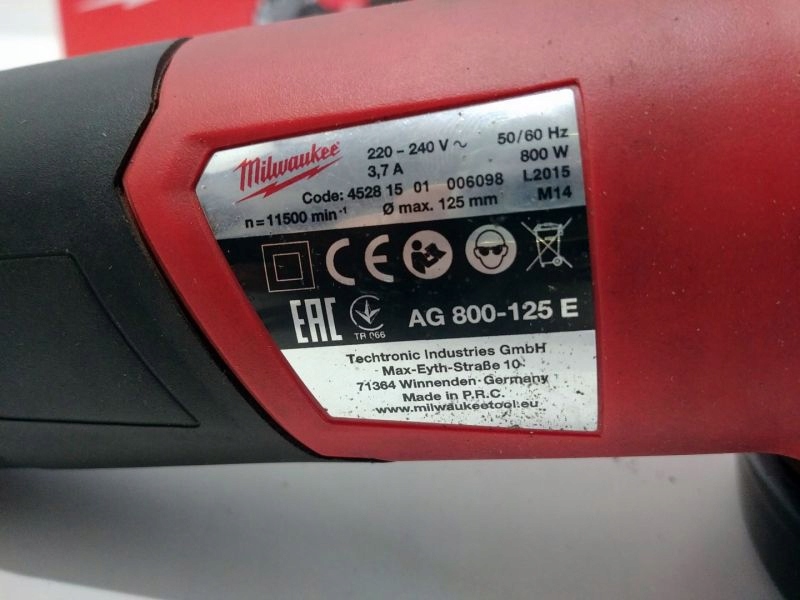 Milwaukee
220 - 240 V ~ 50/60 Hz
3,7 A 800 W
Code: 4528 15 01 006098 L2015
n = 11500 min⁻¹ Ø max. 125 mm M14
CE
EAC
TR 066
AG 800-125 E
Techtronic Industries GmbH
Max-Eyth-Straße 10
71364 Winnenden-Germany
Made in P.R.C.
www.milwaukeetool.eu